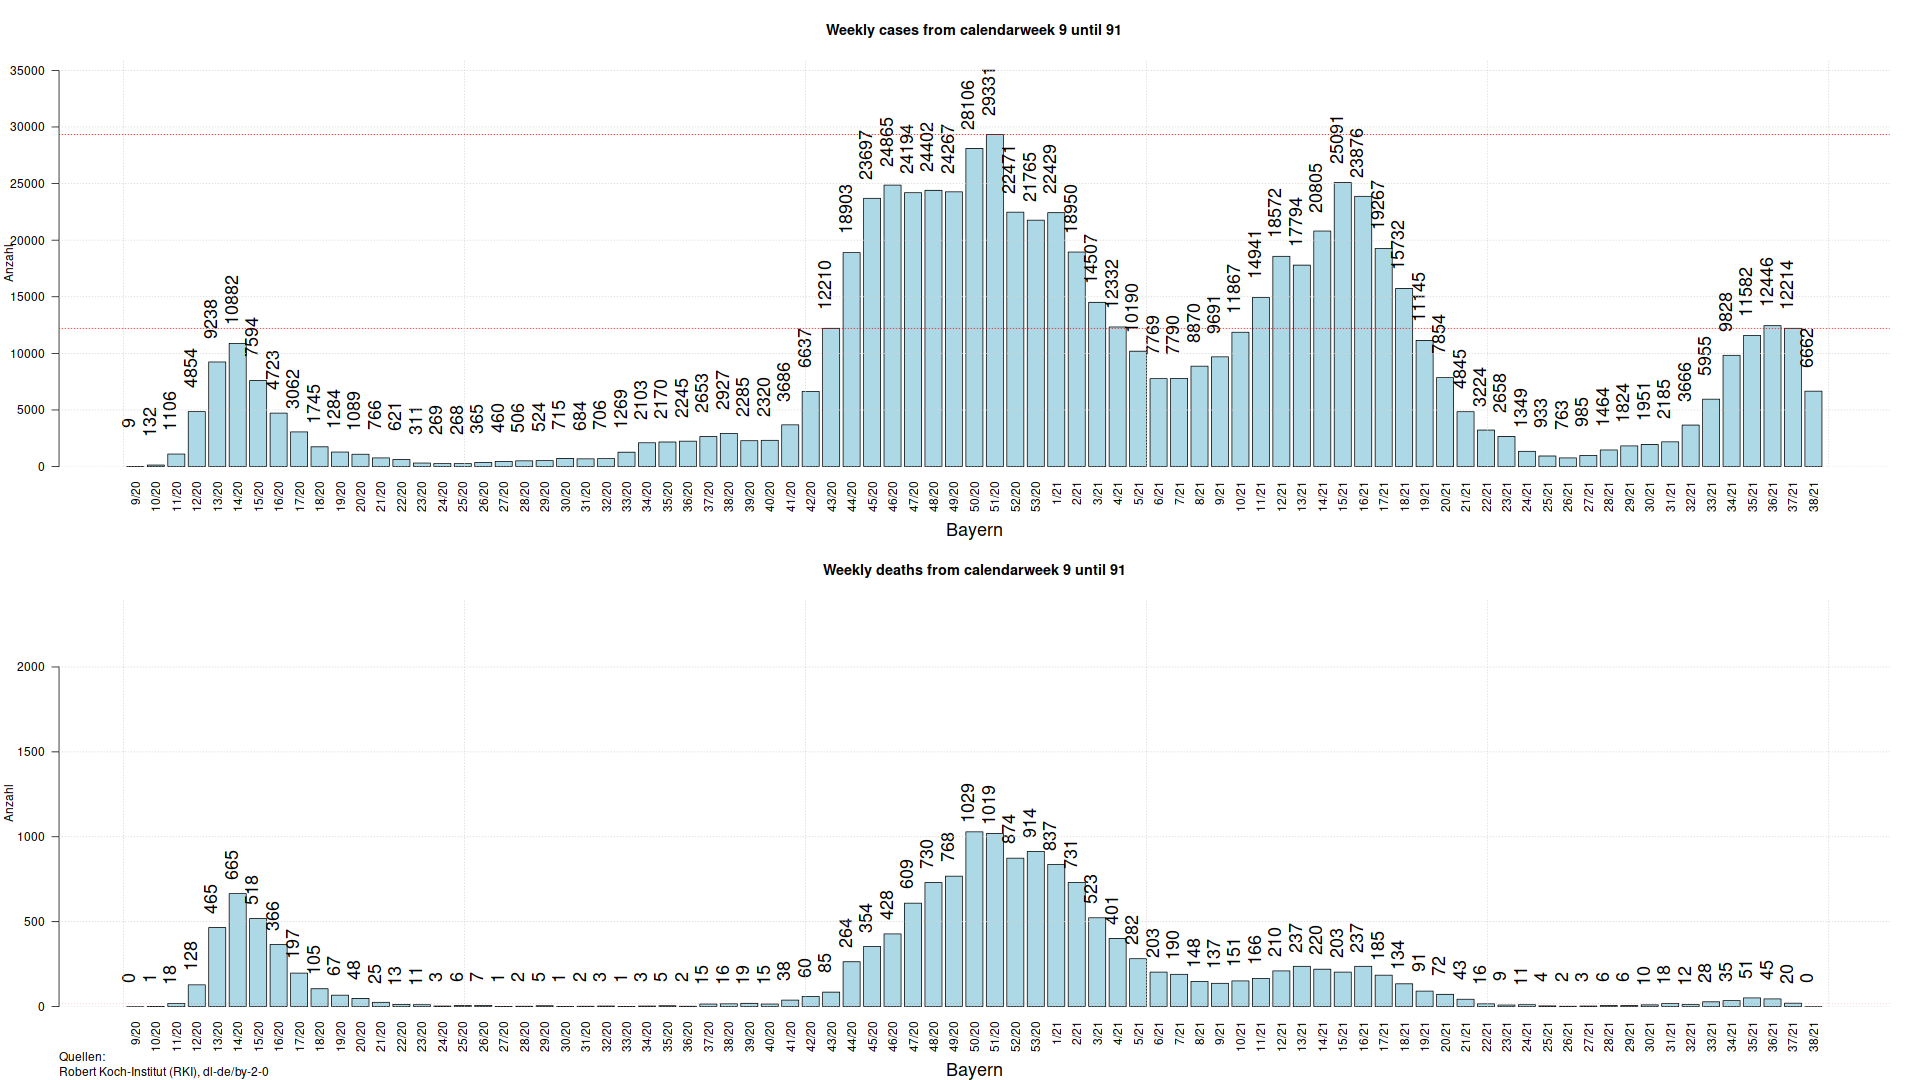 Weekly cases from calendarweek 9 until 91
35000
30000
25000
20000
15000
10000
5000
0
Anzahl
9 132 1106 4854 9238 10882 7594 4723 3062 1745 1284 1089 766 621 311 269 268 365 460 506 524 715 684 706 1269 2103 2170 2245 2653 2927 2285 2320 3686 6637 12210 18903 23697 24865 24194 24402 24267 28106 29331 22471 21765 22429 18950 14507 12332 10190 7769 7790 8870 9691 11867 14941 18572 17794 20805 25091 23876 19267 15732 11145 7854 4845 3224 2658 1349 933 763 985 1464 1824 1951 2185 3666 5955 9828 11582 12446 12214 6662
9/20 10/20 11/20 12/20 13/20 14/20 15/20 16/20 17/20 18/20 19/20 20/20 21/20 22/20 23/20 24/20 25/20 26/20 27/20 28/20 29/20 30/20 31/20 32/20 33/20 34/20 35/20 36/20 37/20 38/20 39/20 40/20 41/20 42/20 43/20 44/20 45/20 46/20 47/20 48/20 49/20 50/20 51/20 52/20 53/20 1/21 2/21 3/21 4/21 5/21 6/21 7/21 8/21 9/21 10/21 11/21 12/21 13/21 14/21 15/21 16/21 17/21 18/21 19/21 20/21 21/21 22/21 23/21 24/21 25/21 26/21 27/21 28/21 29/21 30/21 31/21 32/21 33/21 34/21 35/21 36/21 37/21 38/21
Bayern
Weekly deaths from calendarweek 9 until 91
2000
1500
1000
500
0
Anzahl
0 1 18 128 465 665 518 366 197 105 67 48 25 13 11 3 6 7 1 2 5 1 2 3 1 3 5 2 15 16 19 15 38 60 85 264 354 428 609 730 768 1029 1019 874 914 837 731 523 401 282 203 190 148 137 151 166 210 237 220 203 237 185 134 91 72 43 16 9 11 4 2 3 6 6 10 18 12 28 35 51 45 20 0
9/20 10/20 11/20 12/20 13/20 14/20 15/20 16/20 17/20 18/20 19/20 20/20 21/20 22/20 23/20 24/20 25/20 26/20 27/20 28/20 29/20 30/20 31/20 32/20 33/20 34/20 35/20 36/20 37/20 38/20 39/20 40/20 41/20 42/20 43/20 44/20 45/20 46/20 47/20 48/20 49/20 50/20 51/20 52/20 53/20 1/21 2/21 3/21 4/21 5/21 6/21 7/21 8/21 9/21 10/21 11/21 12/21 13/21 14/21 15/21 16/21 17/21 18/21 19/21 20/21 21/21 22/21 23/21 24/21 25/21 26/21 27/21 28/21 29/21 30/21 31/21 32/21 33/21 34/21 35/21 36/21 37/21 38/21
Bayern
Quellen:
Robert Koch-Institut (RKI), dl-de/by-2-0